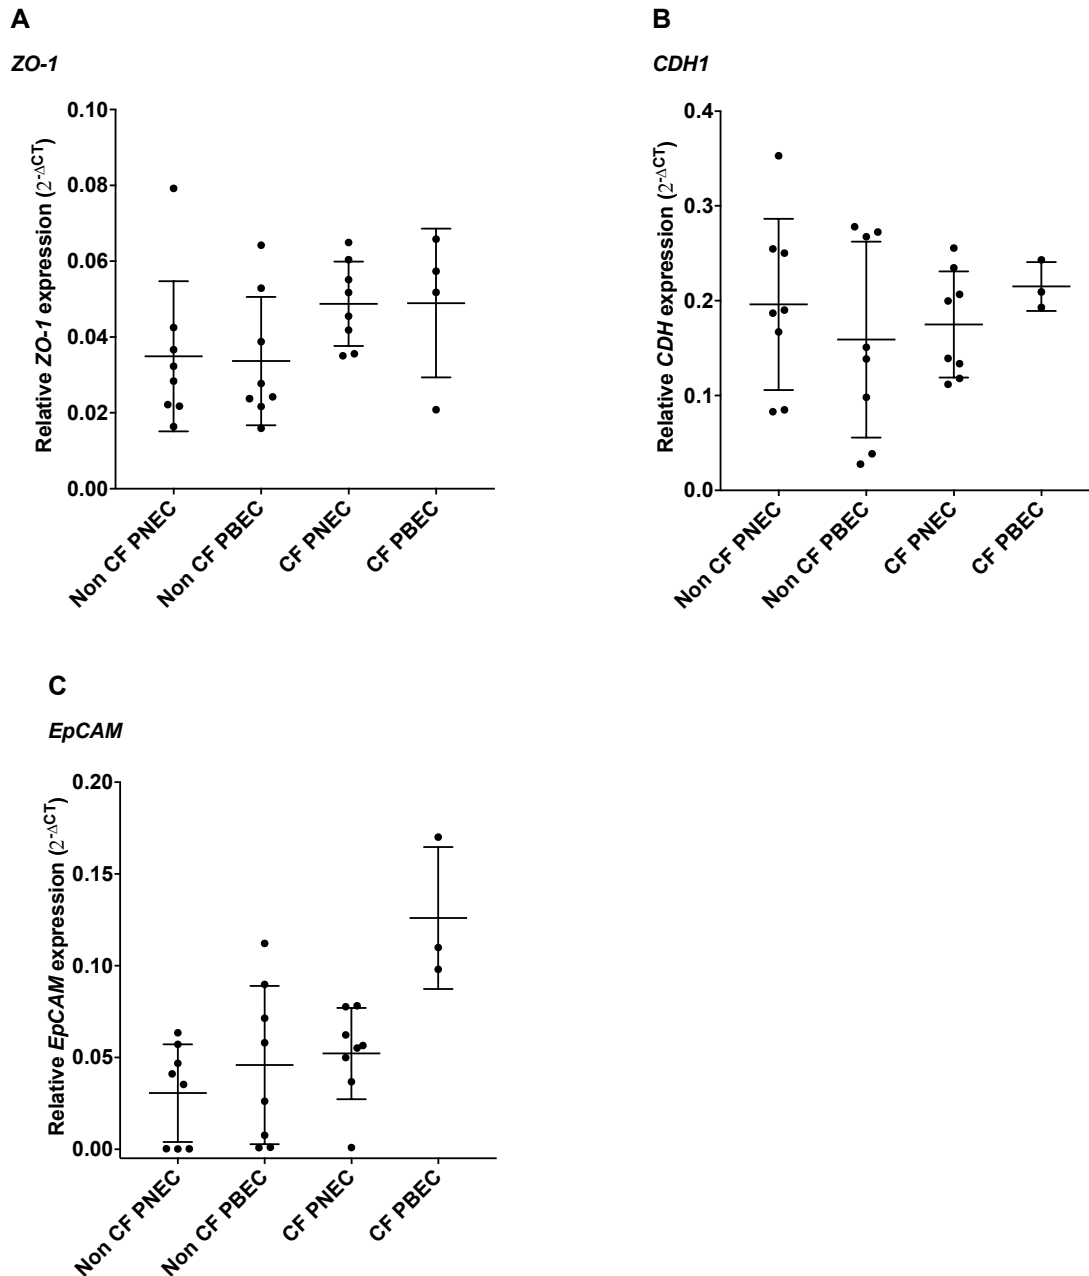 A
ZO-1
Relative ZO-1 expression (2-ΔCT)
0.10
0.08
0.06
0.04
0.02
0.00
Non CF PNEC
Non CF PBEC
CF PNEC
CF PBEC
B
CDH1
Relative CDH expression (2-ΔCT)
0.4
0.3
0.2
0.1
0.0
Non CF PNEC
Non CF PBEC
CF PNEC
CF PBEC
C
EpCAM
Relative EpCAM expression (2-ΔCT)
0.20
0.15
0.10
0.05
0.00
Non CF PNEC
Non CF PBEC
CF PNEC
CF PBEC